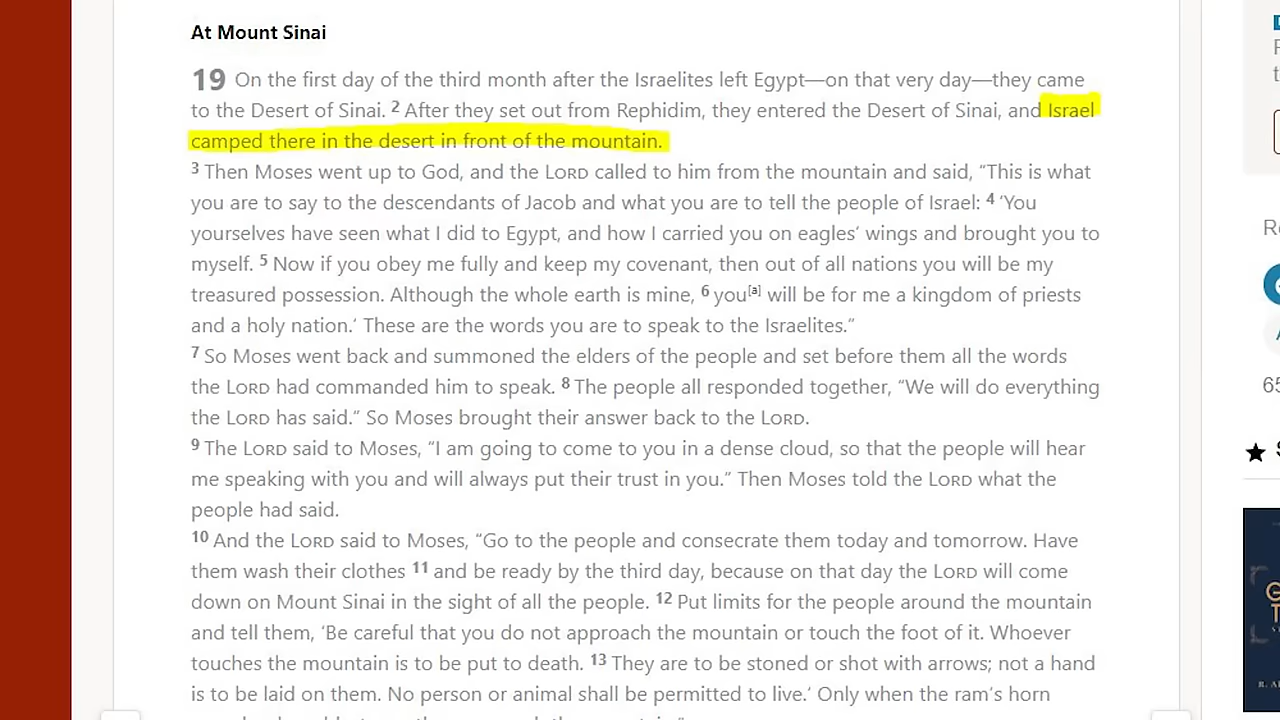 At Mount Sinai
19 On the first day of the third month after the Israelites left Egypt—on that very day—they came
to the Desert of Sinai. 2 After they set out from Rephidim, they entered the Desert of Sinai, and Israel
camped there in the desert in front of the mountain.
3 Then Moses went up to God, and the LORD called to him from the mountain and said, “This is what
you are to say to the descendants of Jacob and what you are to tell the people of Israel: 4 ‘You
yourselves have seen what I did to Egypt, and how I carried you on eagles’ wings and brought you to
myself. 5 Now if you obey me fully and keep my covenant, then out of all nations you will be my
treasured possession. Although the whole earth is mine, 6 you[a] will be for me a kingdom of priests
and a holy nation.’ These are the words you are to speak to the Israelites.”
7 So Moses went back and summoned the elders of the people and set before them all the words
the LORD had commanded him to speak. 8 The people all responded together, “We will do everything
the LORD has said.” So Moses brought their answer back to the LORD.
9 The LORD said to Moses, “I am going to come to you in a dense cloud, so that the people will hear
me speaking with you and will always put their trust in you.” Then Moses told the LORD what the
people had said.
10 And the LORD said to Moses, “Go to the people and consecrate them today and tomorrow. Have
them wash their clothes 11 and be ready by the third day, because on that day the LORD will come
down on Mount Sinai in the sight of all the people. 12 Put limits for the people around the mountain
and tell them, ‘Be careful that you do not approach the mountain or touch the foot of it. Whoever
touches the mountain is to be put to death. 13 They are to be stoned or shot with arrows; not a hand
is to be laid on them. No person or animal shall be permitted to live.’ Only when the ram’s horn